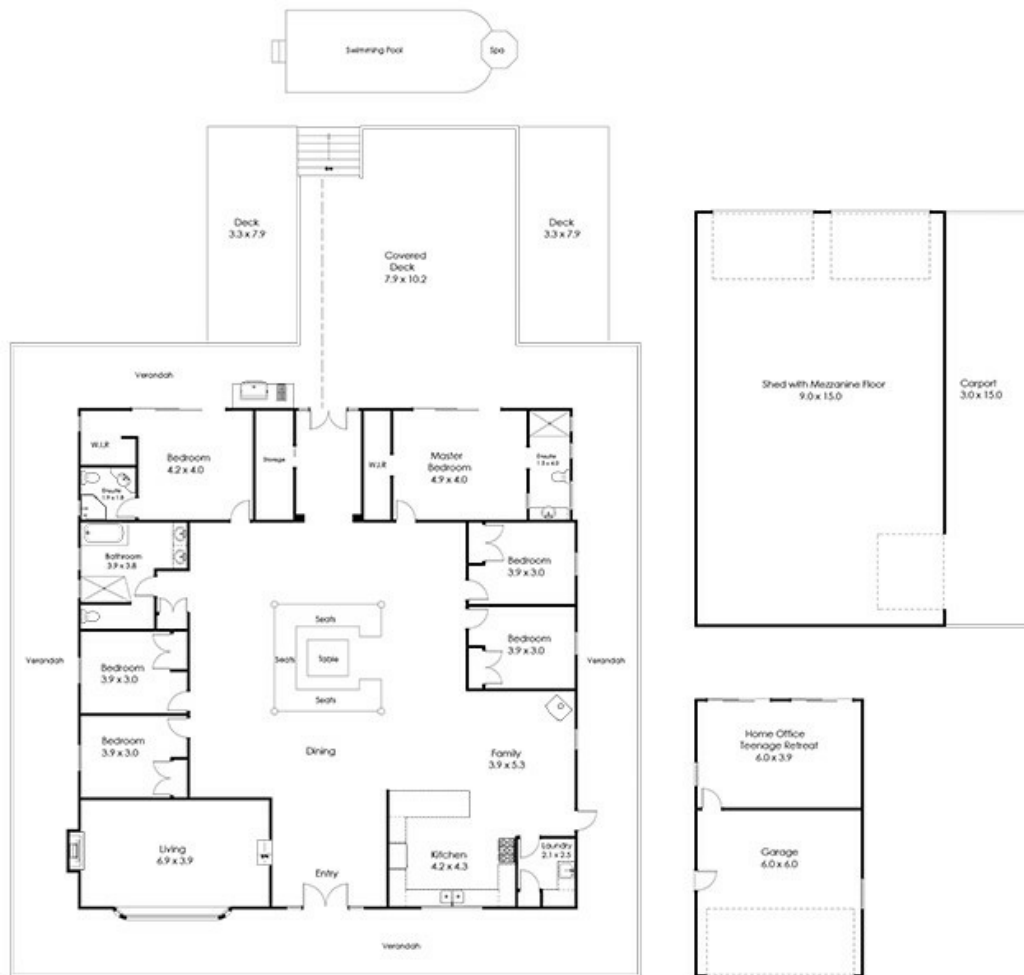 Swimming Pool
Spa
Deck
3.3 x 7.9
Covered
Deck
7.9 x 10.2
Deck
3.3 x 7.9
Verandah
W.I.R
Bedroom
4.2 x 4.0
Storage
W.I.R
Master
Bedroom
4.9 x 4.0
Ensuite
Ensuite
1.9 x 1.8
Bathroom
3.9 x 3.8
Bedroom
3.9 x 3.0
Seats
Seats
Table
Seats
Bedroom
3.9 x 3.0
Verandah
Verandah
Bedroom
3.9 x 3.0
Bedroom
3.9 x 3.0
Dining
Family
3.9 x 5.3
Living
6.9 x 3.9
Entry
Kitchen
4.2 x 4.3
Laundry
2.1 x 2.5
Verandah
Shed with Mezzanine Floor
9.0 x 15.0
Carport
3.0 x 15.0
Home Office
Teenage Retreat
6.0 x 3.9
Garage
6.0 x 6.0